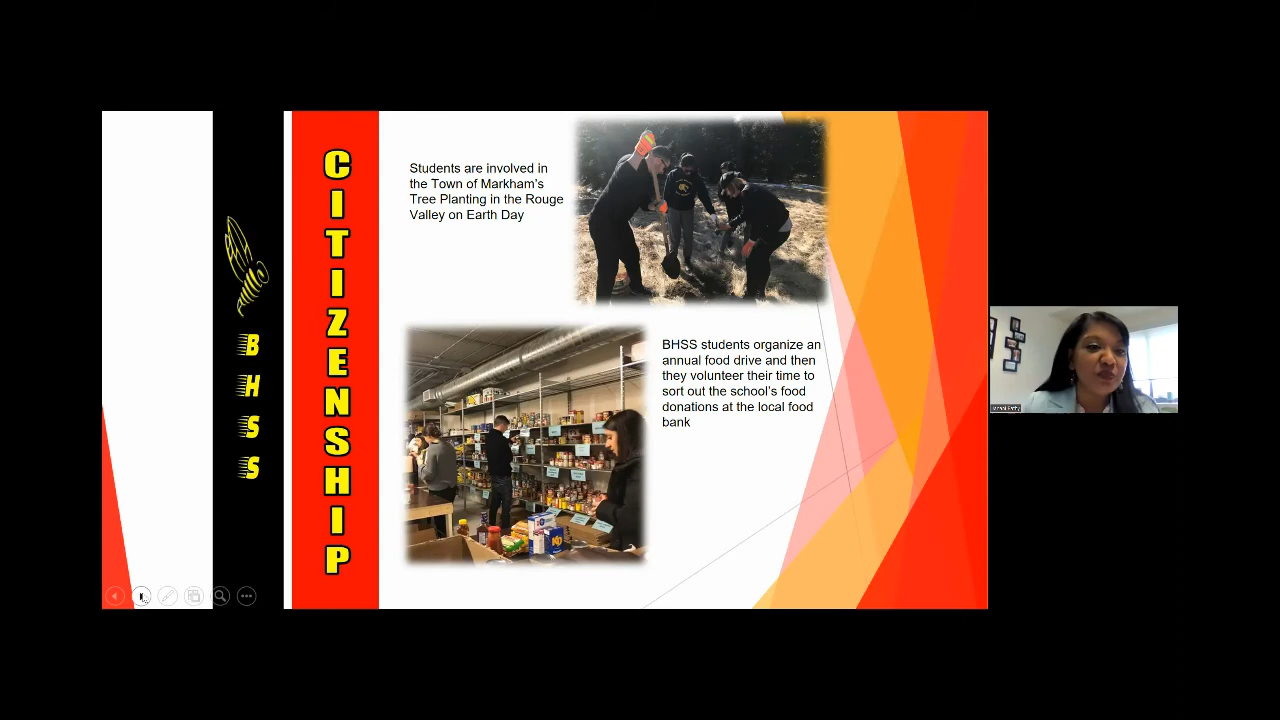 BHSS
CITIZENSHIP
Students are involved in
the Town of Markham's
Tree Planting in the Rouge
Valley on Earth Day
BHSS students organize an
annual food drive and then
they volunteer their time to
sort out the school's food
donations at the local food
bank
KD